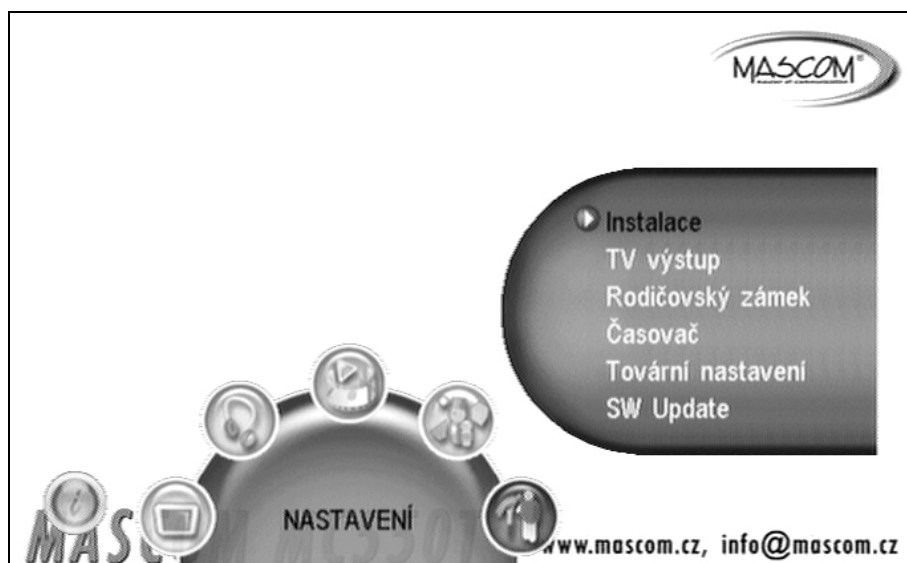 MASCOM®
Instalace
TV výstup
Rodičovský zámek
Časovač
Tovární nastavení
SW Update
NASTAVENÍ
www.mascom.cz, info@mascom.cz